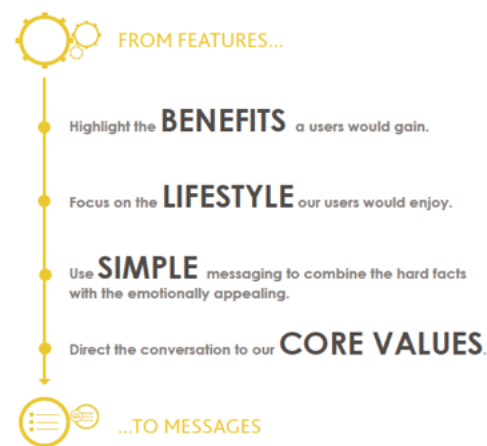 FROM FEATURES...
Highlight the BENEFITS a users would gain.
Focus on the LIFESTYLE our users would enjoy.
Use SIMPLE messaging to combine the hard facts
with the emotionally appealing.
Direct the conversation to our CORE VALUES.
...TO MESSAGES